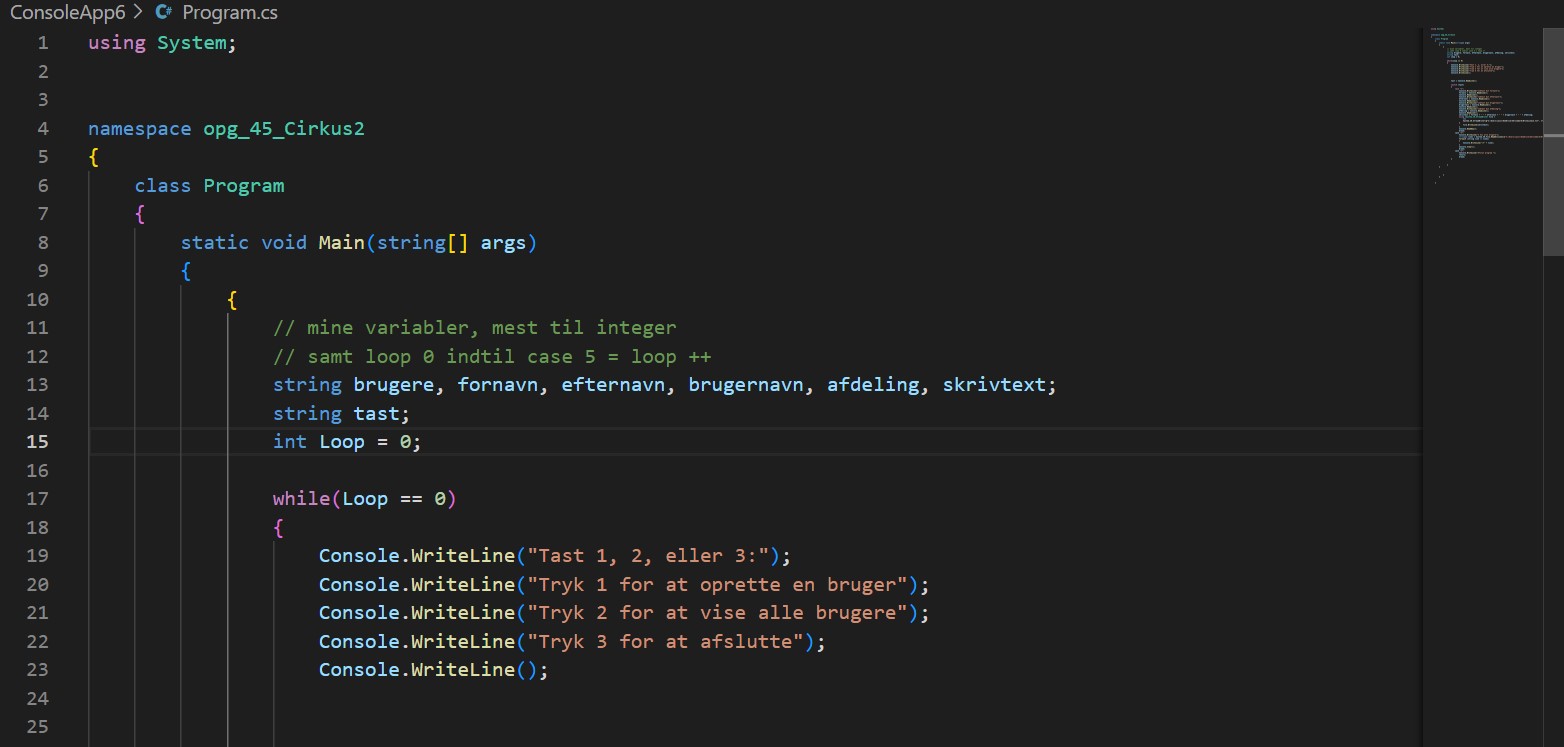 ConsoleApp6 > C# Program.cs
1 using System;
2
3
4 namespace opg_45_Cirkus2
5 {
6 class Program
7 {
8 static void Main(string[] args)
9 {
10 {
11 // mine variabler, mest til integer
12 // samt loop 0 indtil case 5 = loop ++
13 string brugere, fornavn, efternavn, brugernavn, afdeling, skrivtext;
14 string tast;
15 int Loop = 0;
16
17 while(Loop == 0)
18 {
19 Console.WriteLine("Tast 1, 2, eller 3:");
20 Console.WriteLine("Tryk 1 for at oprette en bruger");
21 Console.WriteLine("Tryk 2 for at vise alle brugere");
22 Console.WriteLine("Tryk 3 for at afslutte");
23 Console.WriteLine();
24
25